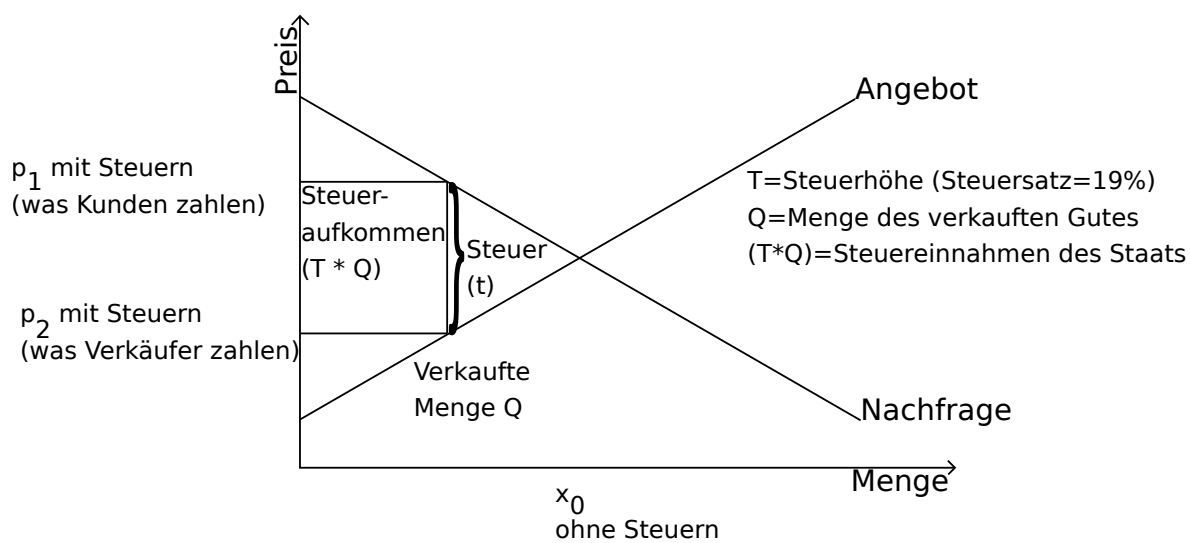 Preis
Angebot
p1 mit Steuern
(was Kunden zahlen)
Steuer-
aufkommen
(T * Q)
Steuer
(t)
T=Steuerhöhe (Steuersatz=19%)
Q=Menge des verkauften Gutes
(T*Q)=Steuereinnahmen des Staats
p2 mit Steuern
(was Verkäufer zahlen)
Verkaufte
Menge Q
Nachfrage
Menge
x0
ohne Steuern